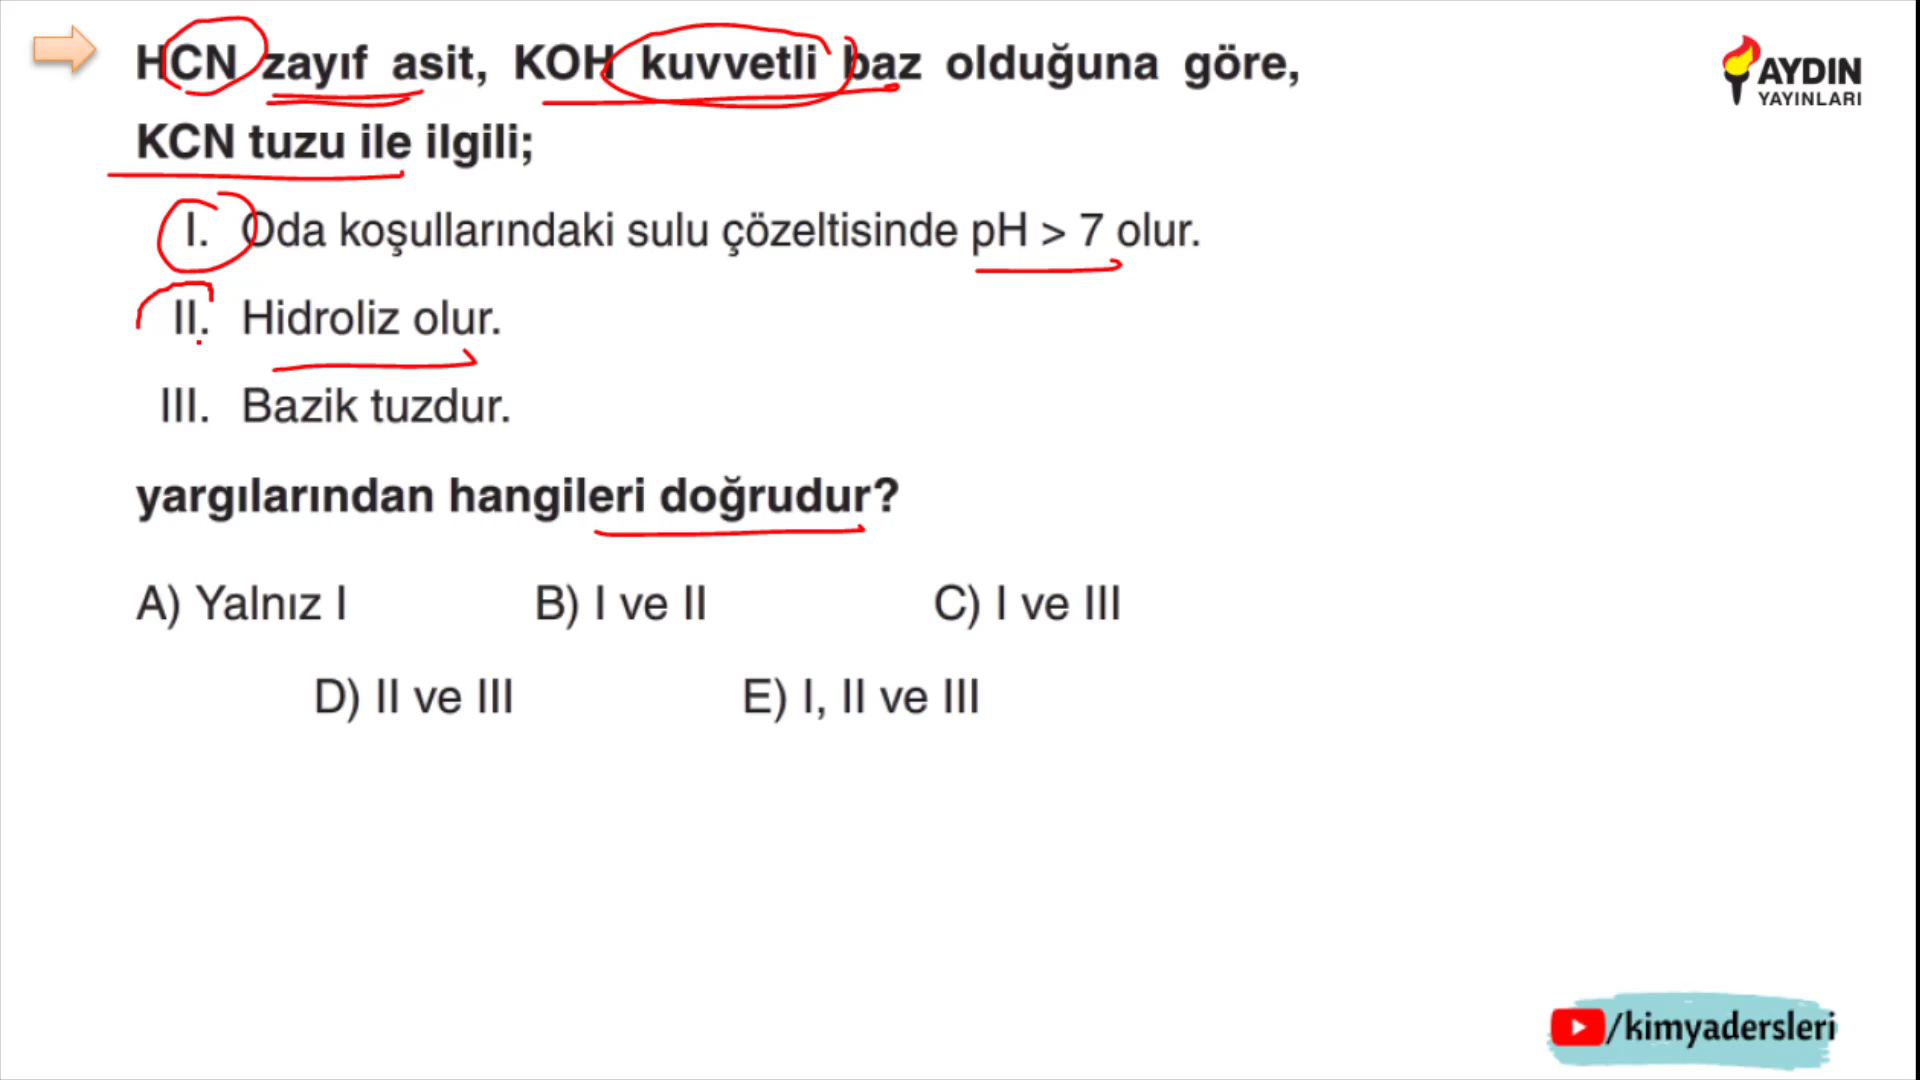 HCN zayıf asit, KOH kuvvetli baz olduğuna göre,
KCN tuzu ile ilgili;
I. Oda koşullarındaki sulu çözeltisinde pH > 7 olur.
II. Hidroliz olur.
III. Bazik tuzdur.
yargılarından hangileri doğrudur?
A) Yalnız I B) I ve II C) I ve III
D) II ve III E) I, II ve III
AYDIN
YAYINLARI
/kimyadersleri